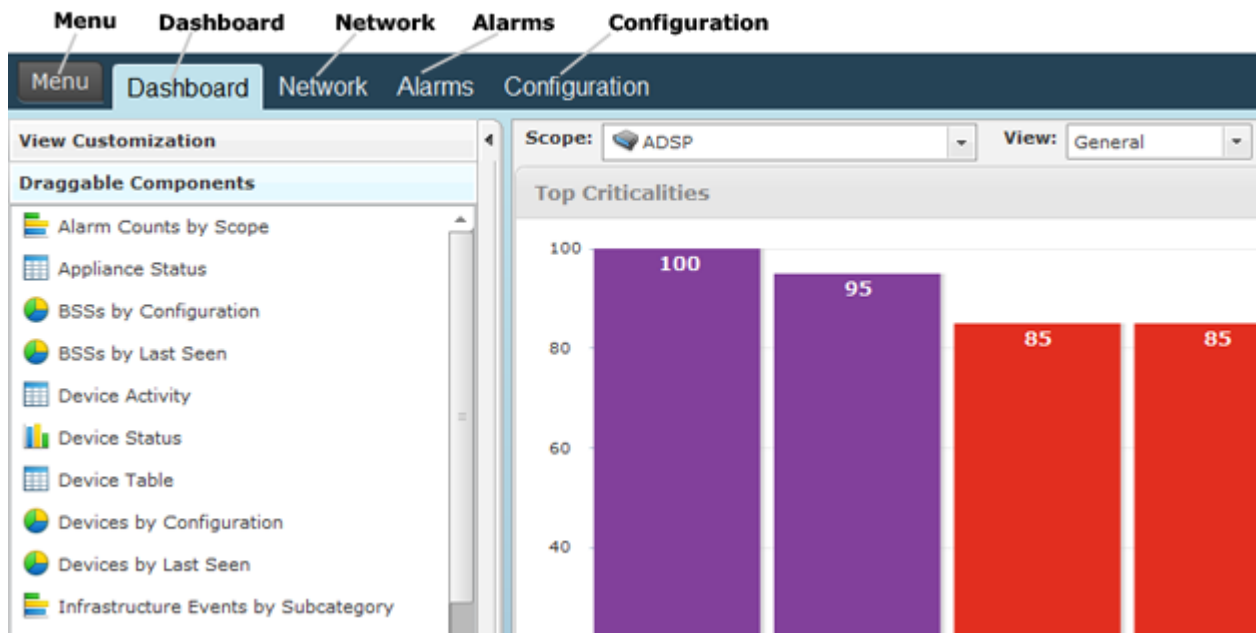 Menu Dashboard Network Alarms Configuration
Menu Dashboard Network Alarms Configuration
View Customization
Draggable Components
Alarm Counts by Scope
Appliance Status
BSSs by Configuration
BSSs by Last Seen
Device Activity
Device Status
Device Table
Devices by Configuration
Devices by Last Seen
Infrastructure Events by Subcategory
Scope: ADSP View: General
Top Criticalities
100
80
60
40
100
95
85
85